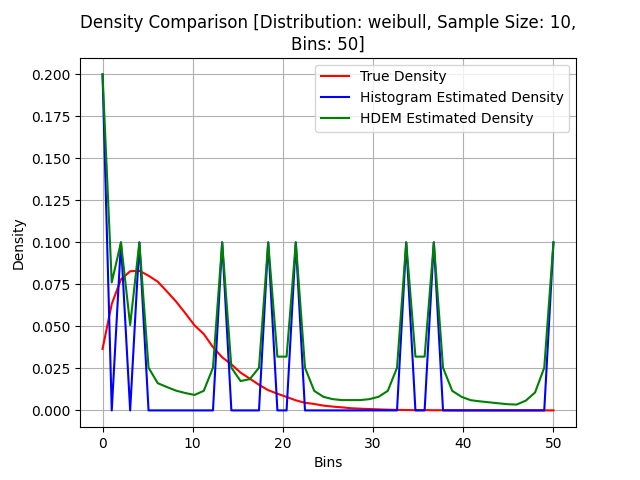 Density Comparison [Distribution: weibull, Sample Size: 10,
Bins: 50]
True Density
Histogram Estimated Density
HDEM Estimated Density
Density
0.200
0.175
0.150
0.125
0.100
0.075
0.050
0.025
0.000
0 10 20 30 40 50
Bins